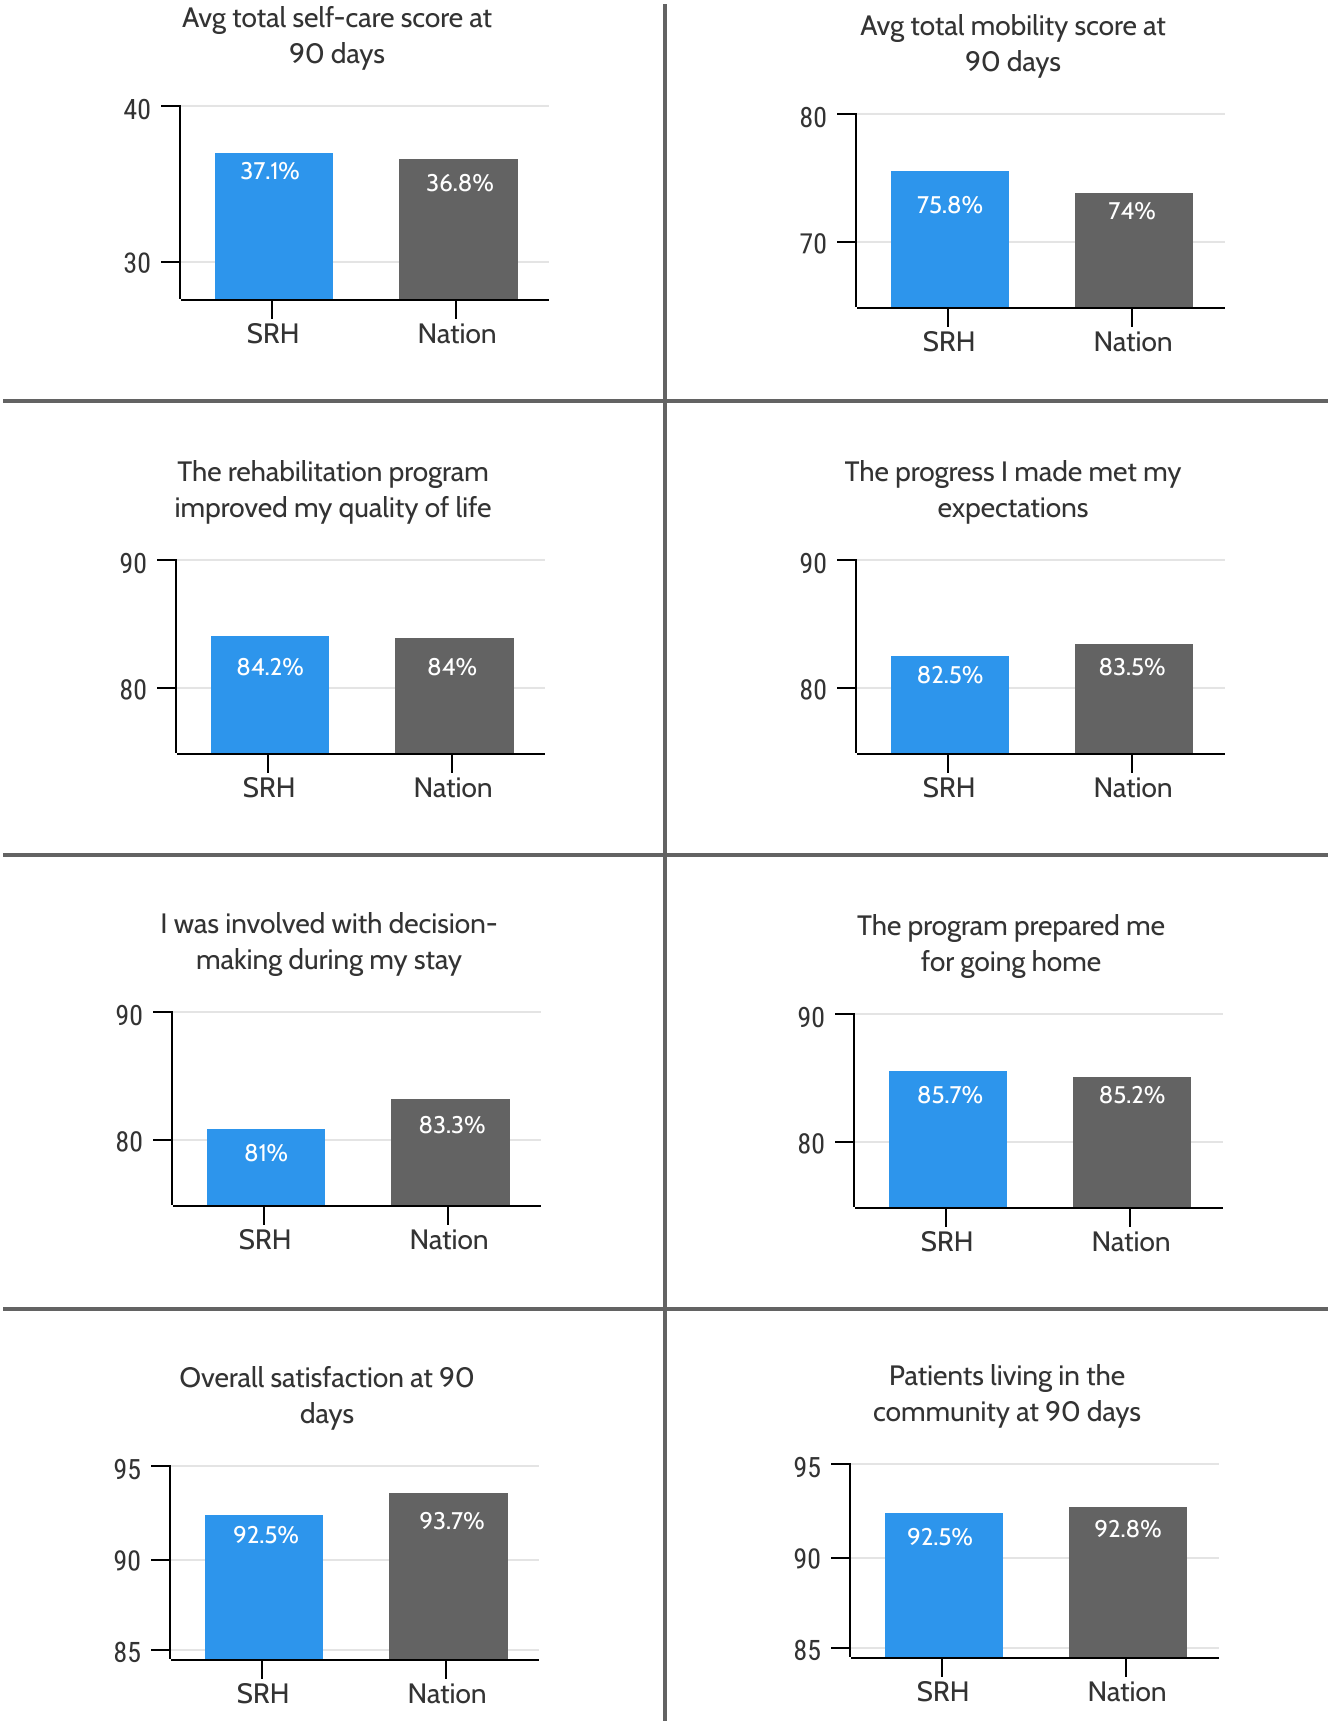 Avg total self-care score at
90 days
40
30
37.1%
36.8%
SRH
Nation
Avg total mobility score at
90 days
80
70
75.8%
74%
SRH
Nation
The rehabilitation program
improved my quality of life
90
80
84.2%
84%
SRH
Nation
The progress I made met my
expectations
90
80
82.5%
83.5%
SRH
Nation
I was involved with decision-
making during my stay
90
80
81%
83.3%
SRH
Nation
The program prepared me
for going home
90
80
85.7%
85.2%
SRH
Nation
Overall satisfaction at 90
days
95
90
85
92.5%
93.7%
SRH
Nation
Patients living in the
community at 90 days
95
90
85
92.5%
92.8%
SRH
Nation